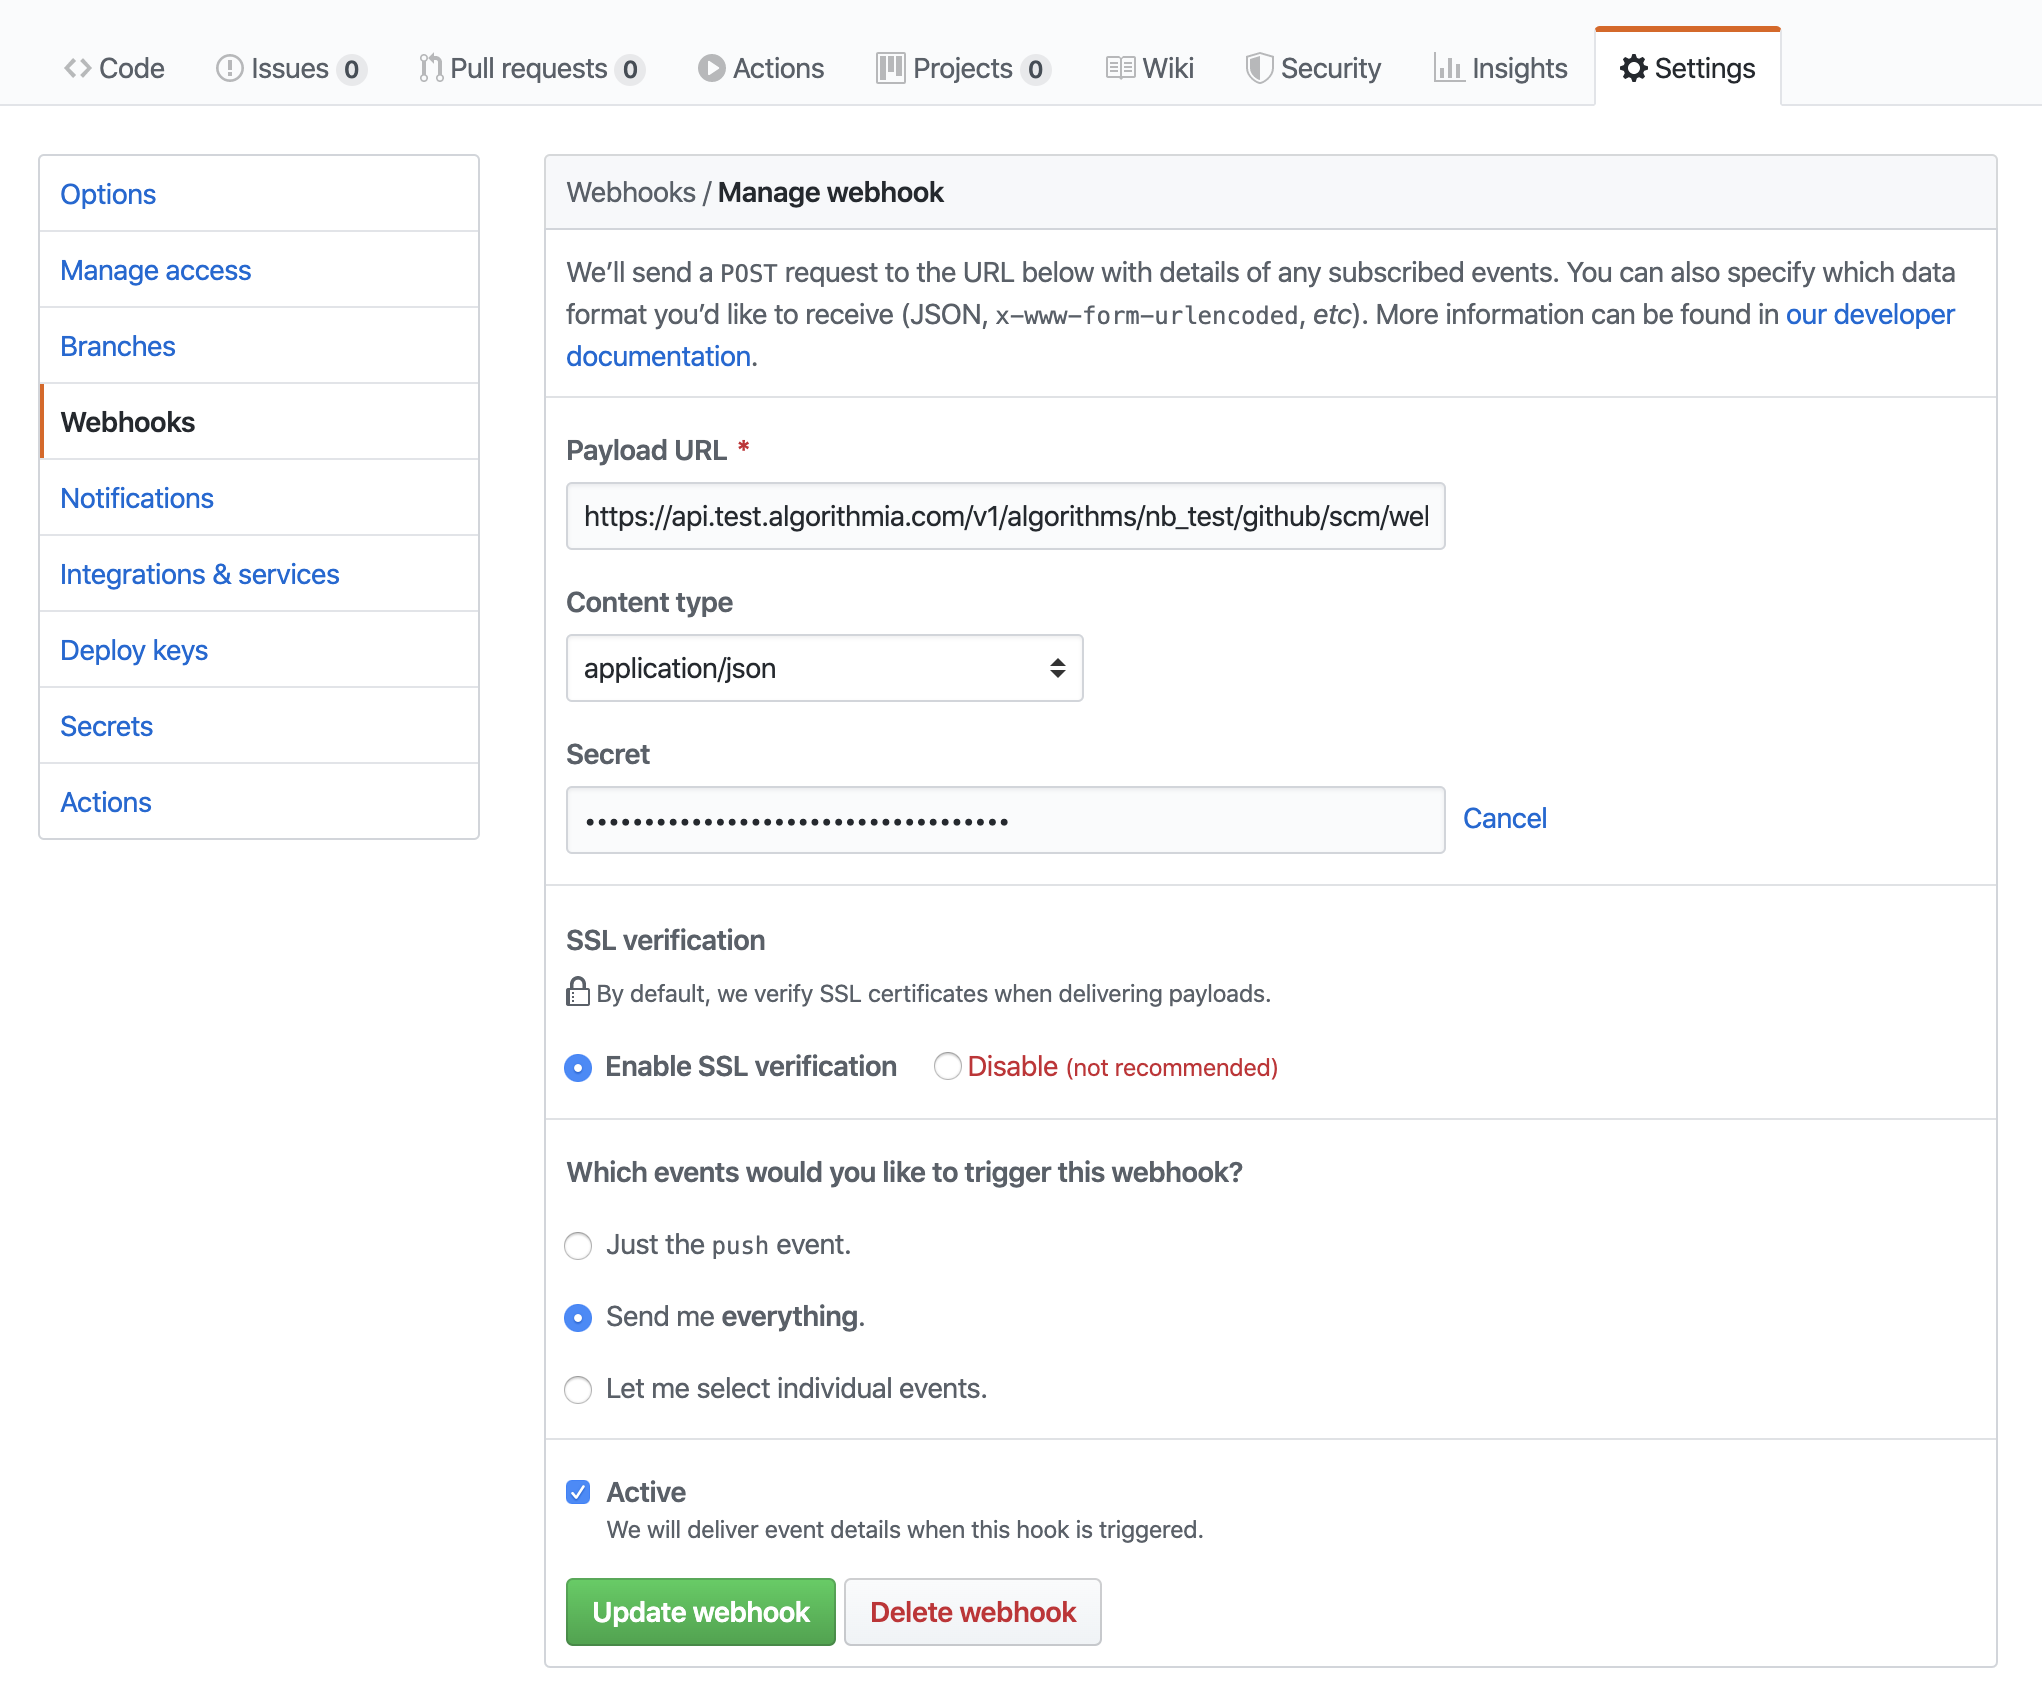 Code Issues 0 Pull requests 0 Actions Projects 0 Wiki Security Insights Settings
Options
Manage access
Branches
Webhooks
Notifications
Integrations & services
Deploy keys
Secrets
Actions
Webhooks / Manage webhook
We’ll send a POST request to the URL below with details of any subscribed events. You can also specify which data
format you’d like to receive (JSON, x-www-form-urlencoded, etc). More information can be found in our developer
documentation.
Payload URL *
https://api.test.algorithmia.com/v1/algorithms/nb_test/github/scm/wel
Content type
application/json
Secret
••••••••••••••••••••••••••••••••••••
Cancel
SSL verification
By default, we verify SSL certificates when delivering payloads.
Enable SSL verification Disable (not recommended)
Which events would you like to trigger this webhook?
Just the push event.
Send me everything.
Let me select individual events.
Active
We will deliver event details when this hook is triggered.
Update webhook Delete webhook